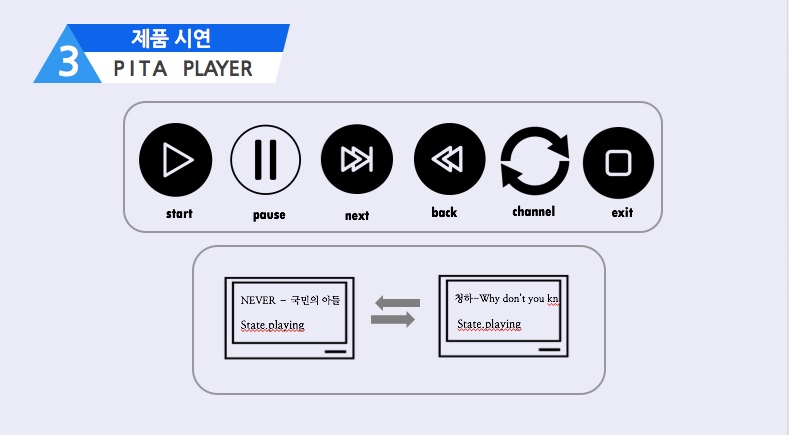 3
제품 시연
PITA PLAYER
start
pause
next
back
channel
exit
NEVER - 국민의 아들
State.playing
청하-Why don't you kn
State.playing